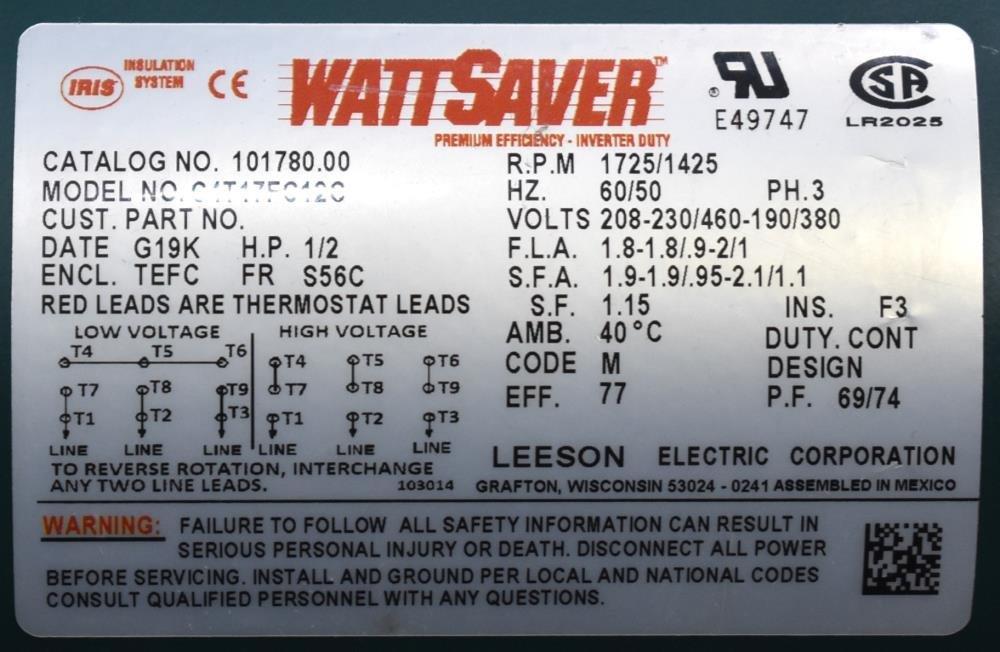 IRIS INSULATION SYSTEM CE
WATTSAVER™
PREMIUM EFFICIENCY - INVERTER DUTY
® RU
E49747
CSA
LR2025
CATALOG NO. 101780.00
MODEL NO.
CUST. PART NO.
DATE G19K H.P. 1/2
ENCL. TEFC FR S56C
RED LEADS ARE THERMOSTAT LEADS
R.P.M 1725/1425
HZ. 60/50 PH.3
VOLTS 208-230/460-190/380
F.L.A. 1.8-1.8/.9-2/1
S.F.A. 1.9-1.9/.95-2.1/1.1
S.F. 1.15 INS. F3
AMB. 40°C DUTY. CONT
CODE M DESIGN
EFF. 77 P.F. 69/74
LOW VOLTAGE
T4 T5 T6
T7 T8 T9
T1 T2 T3
LINE LINE LINE
HIGH VOLTAGE
T4 T5 T6
T7 T8 T9
T1 T2 T3
LINE LINE LINE
TO REVERSE ROTATION, INTERCHANGE
ANY TWO LINE LEADS. 103014
LEESON ELECTRIC CORPORATION
GRAFTON, WISCONSIN 53024 - 0241 ASSEMBLED IN MEXICO
WARNING: FAILURE TO FOLLOW ALL SAFETY INFORMATION CAN RESULT IN
SERIOUS PERSONAL INJURY OR DEATH. DISCONNECT ALL POWER
BEFORE SERVICING. INSTALL AND GROUND PER LOCAL AND NATIONAL CODES
CONSULT QUALIFIED PERSONNEL WITH ANY QUESTIONS.